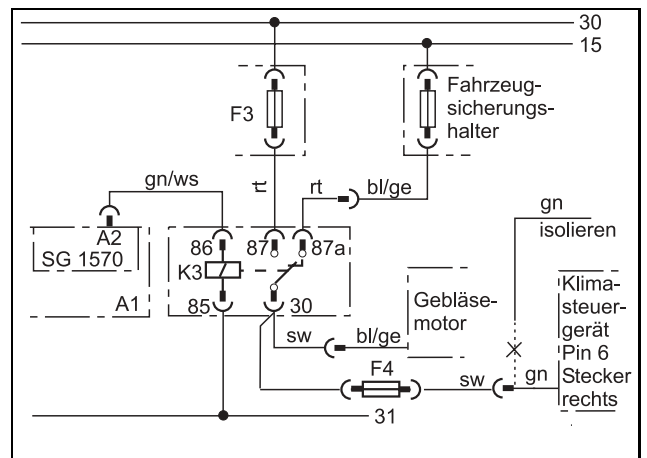 30
15
F3
Fahrzeug-
sicherungs-
halter
gn/ws
rt
rt
bl/ge
gn
isolieren
A2
SG 1570
A1
86
87
87a
K3
85
30
Gebläse-
motor
Klima-
steuer-
gerät
Pin 6
Stecker
rechts
sw
bl/ge
F4
sw
gn
31